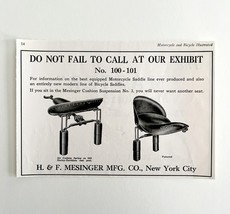 Motorcycle and Bicycle Illustrated
DO NOT FAIL TO CALL AT OUR EXHIBIT
No. 100-101
For information on the best equipped Motorcycle Saddle line ever produced and also
an entirely new modern line of Bicycle Saddles.
If you sit in the Mesinger Cushion Suspension No. 3, you will never want another seat.
H. & F. MESINGER MFG. CO., New York City